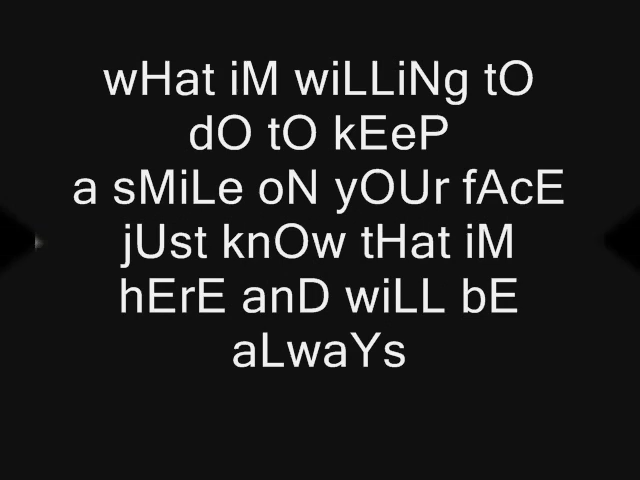 wHat iM wiLLiNg tO
dO tO kEeP
a sMiLe oN yOUr fAcE
jUst knOw tHat iM
hErE anD wiLL bE
aLwaYs